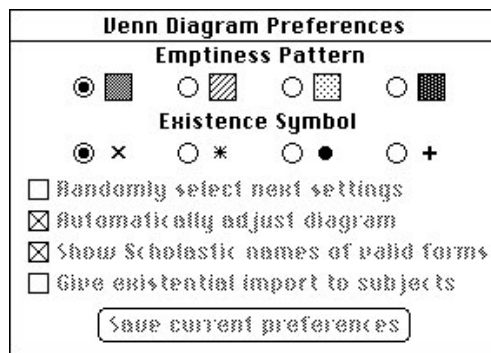 Venn Diagram Preferences
Emptiness Pattern
Existence Symbol
Randomly select next settings
Automatically adjust diagram
Show Scholastic names of valid forms
Give existential import to subjects
Save current preferences